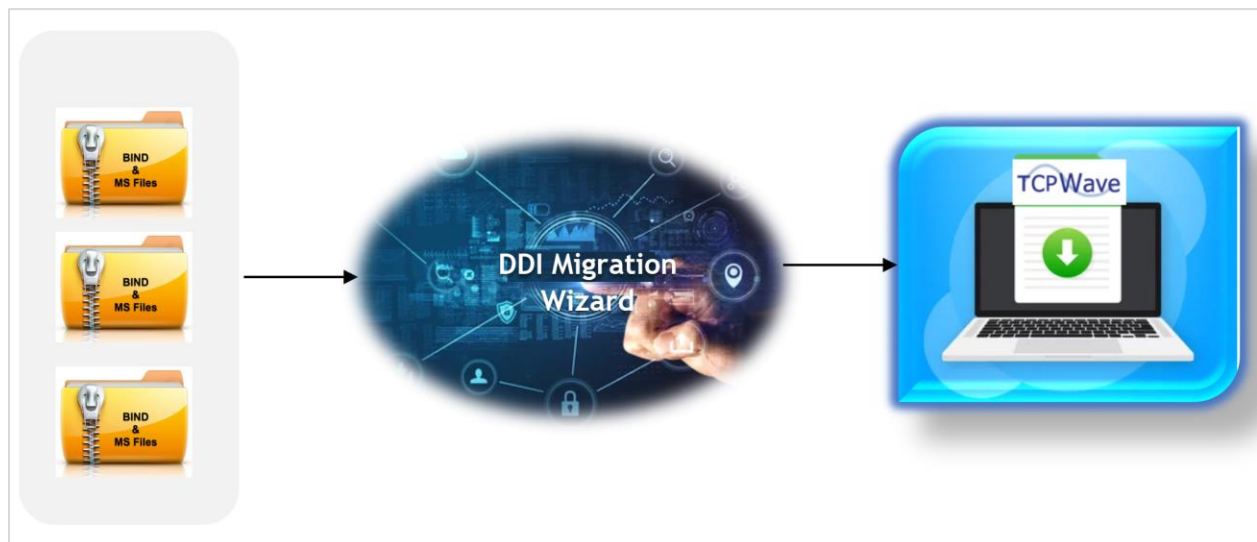 BIND
&
MS Files
BIND
&
MS Files
BIND
&
MS Files
DDI Migration
Wizard
TCPWave